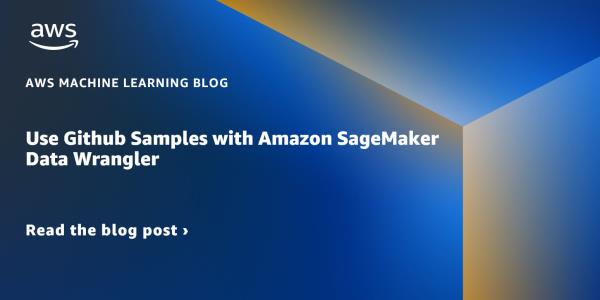 aws
AWS MACHINE LEARNING BLOG
Use Github Samples with Amazon SageMaker
Data Wrangler
Read the blog post ›